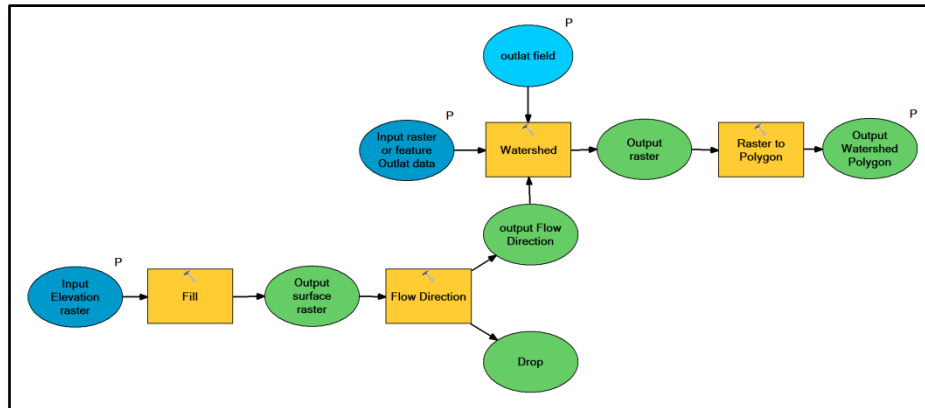 P
outlat field
P
Input raster
or feature
Outlat data
Watershed
Output
raster
Raster to
Polygon
P
Output
Watershed
Polygon
output Flow
Direction
P
Input
Elevation
raster
Fill
Output
surface
raster
Flow Direction
Drop